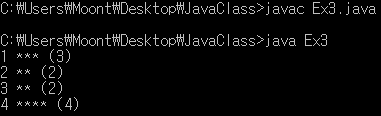 C:₩Users₩Moont₩Desktop₩JavaClass>javac Ex3.java
C:₩Users₩Moont₩Desktop₩JavaClass>java Ex3
1 *** (3)
2 ** (2)
3 ** (2)
4 **** (4)